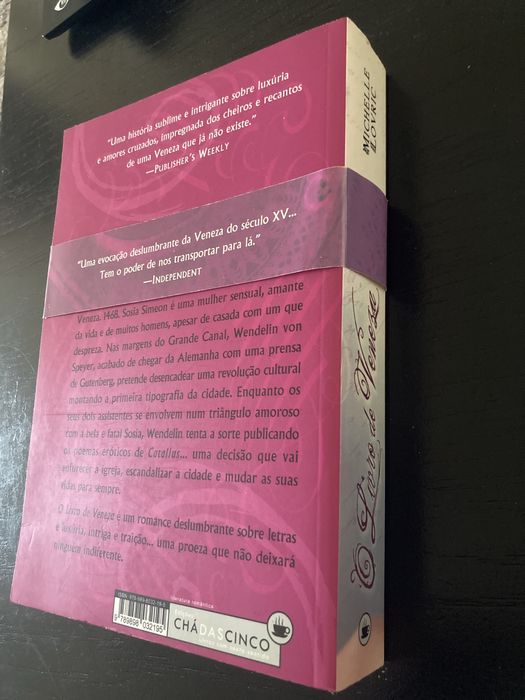 "Uma história sublime e intrigante sobre luxúria
e amores cruzados, impregnada dos cheiros e recantos
de uma Veneza que já não existe."
—PUBLISHER'S WEEKLY
"Uma evocação deslumbrante da Veneza do século XV...
Tem o poder de nos transportar para lá."
—INDEPENDENT
Veneza. 1468. Sosia Simeon é uma mulher sensual, amante
da vida e de muitos homens, apesar de casada com um que
despreza. Nas margens do Grande Canal, Wendelin von
Speyer, acabado de chegar da Alemanha com uma prensa
de Gutenberg, pretende desencadear uma revolução cultural
montando a primeira tipografia da cidade. Enquanto os
seus dois assistentes se envolvem num triângulo amoroso
com a bela e fatal Sosia, Wendelin tenta a sorte publicando
os poemas eróticos de Catullus... uma decisão que vai
enfurecer a igreja, escandalizar a cidade e mudar as suas
vidas para sempre.
O Livro de Veneza é um romance deslumbrante sobre letras
e luxúria, intriga e traição... uma proeza que não deixará
ninguém indiferente.
literatura romântica
9 789898 032195
CHÁDASCINCO
MICHELLE
LOVRIC
O Livro de Veneza